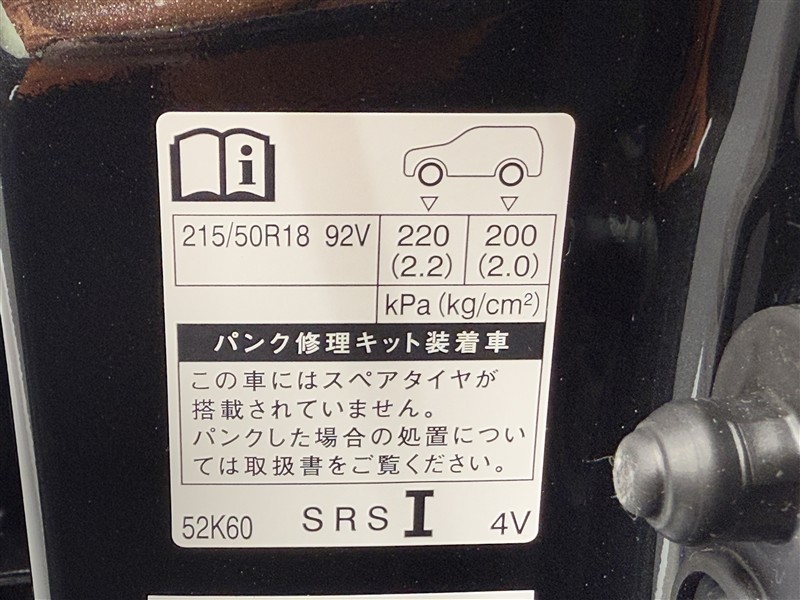 215/50R18 92V 220 200
(2.2) (2.0)
kPa (kg/cm²)
パンク修理キット装着車
この車にはスペアタイヤが
搭載されていません。
パンクした場合の処置につい
ては取扱書をご覧ください。
52K60 SRS I 4V